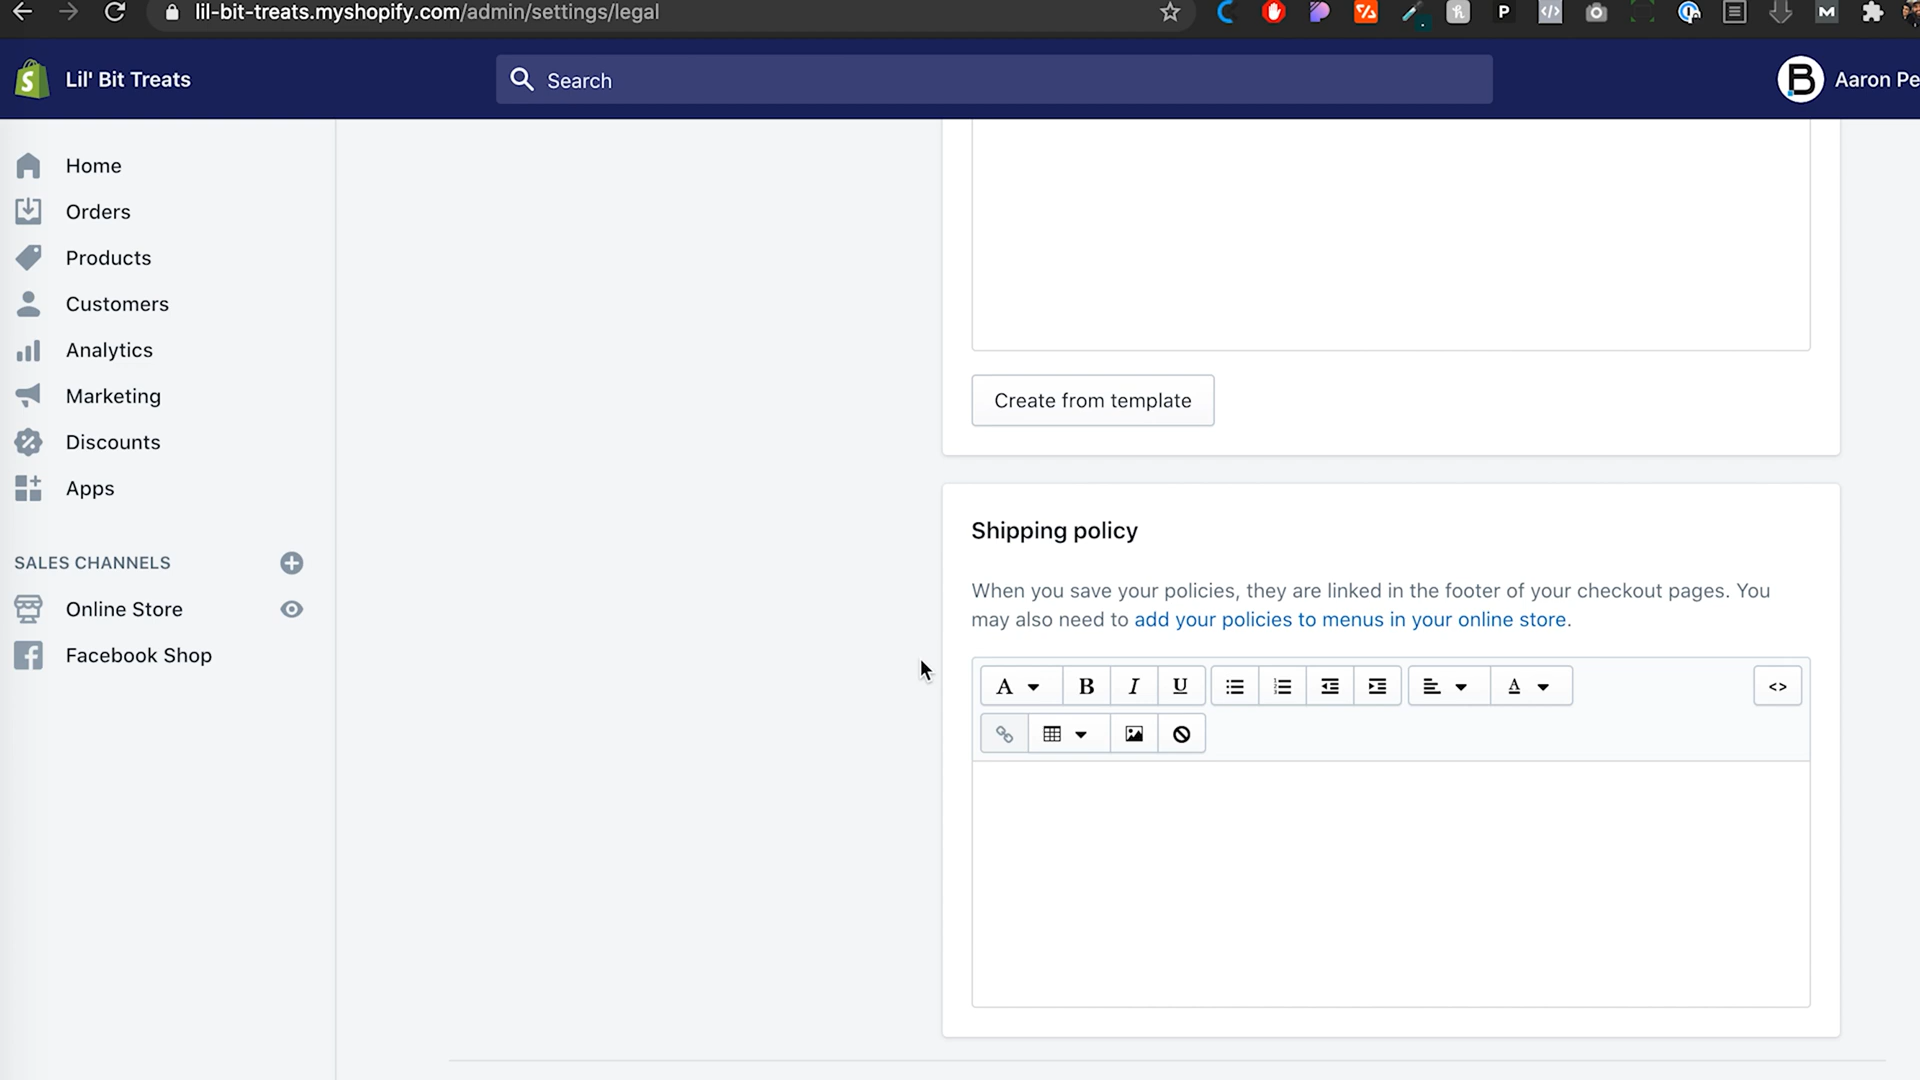 lil-bit-treats.myshopify.com/admin/settings/legal
Lil' Bit Treats
Search
Aaron Pe
Home
Orders
Products
Customers
Analytics
Marketing
Discounts
Apps
SALES CHANNELS
Online Store
Facebook Shop
Create from template
Shipping policy
When you save your policies, they are linked in the footer of your checkout pages. You
may also need to add your policies to menus in your online store.
A B I U A <>